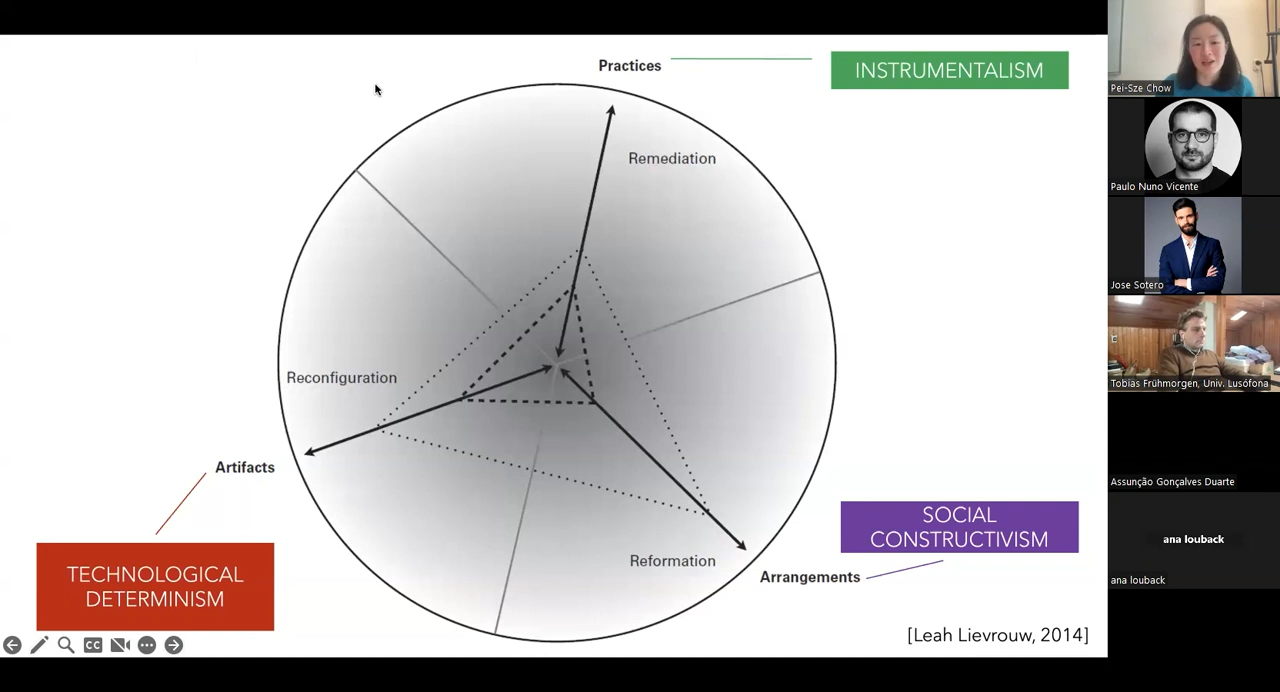 Practices
INSTRUMENTALISM
Remediation
Reconfiguration
Artifacts
TECHNOLOGICAL
DETERMINISM
SOCIAL
CONSTRUCTIVISM
Reformation
Arrangements
[Leah Lievrouw, 2014]
CC
Pei-Sze Chow
Paulo Nuno Vicente
Jose Sotero
Tobias Frühmorgen, Univ. Lusófona
Assunção Gonçalves Duarte
ana louback
ana louback